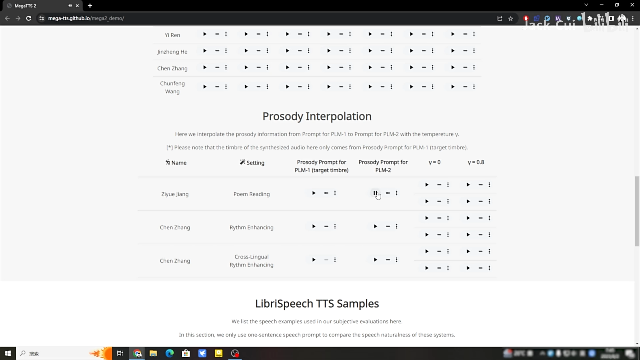 MegaTTS 2
mega-tts.github.io/mega2_demo/
Yi Ren
Jinzheng He
Chen Zhang
Chunfeng
Wang
Prosody Interpolation
Here we interpolate the prosody information from Prompt for PLM-1 to Prompt for PLM-2 with the temperature γ.
(*) Please note that the timbre of the synthesized audio here only comes from Prosody Prompt for PLM-1 (target timbre).
Name Setting Prosody Prompt for PLM-1 (target timbre) Prosody Prompt for PLM-2 γ = 0 γ = 0.8
Ziyue Jiang Poem Reading
Chen Zhang Rythm Enhancing
Chen Zhang Cross-Lingual Rythm Enhancing
LibriSpeech TTS Samples
We list the speech examples used in our subjective evaluations here
In this section, we only use one-sentence speech prompt to compare the speech naturalness of these systems.